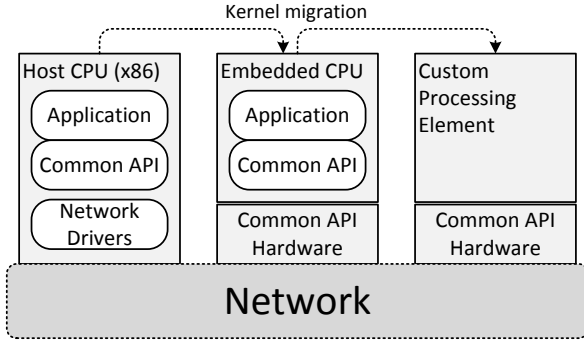 Kernel migration
Host CPU (x86)
Application
Common API
Network
Drivers
Embedded CPU
Application
Common API
Common API
Hardware
Custom
Processing
Element
Common API
Hardware
Network